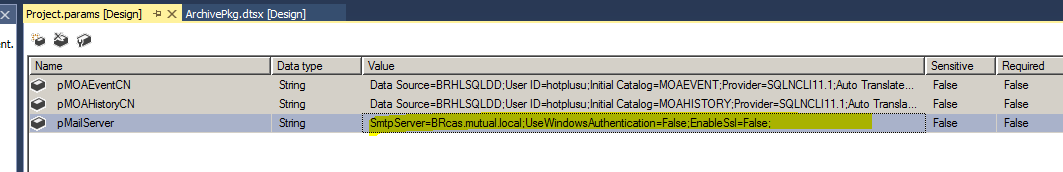 Project.params [Design]
ArchivePkg.dtsx [Design]
ent.
Name Data type Value Sensitive Required
pMOAEventCN String Data Source=BRHLSQLDD;User ID=hotplusu;Initial Catalog=MOAEVENT;Provider=SQLNCLI11.1;Auto Translate... False False
pMOAHistoryCN String Data Source=BRHLSQLDD;User ID=hotplusu;Initial Catalog=MOAHISTORY;Provider=SQLNCLI11.1;Auto Translate... False False
pMailServer String SmtpServer=BRcas.mutual.local;UseWindowsAuthentication=False;EnableSsl=False; False False